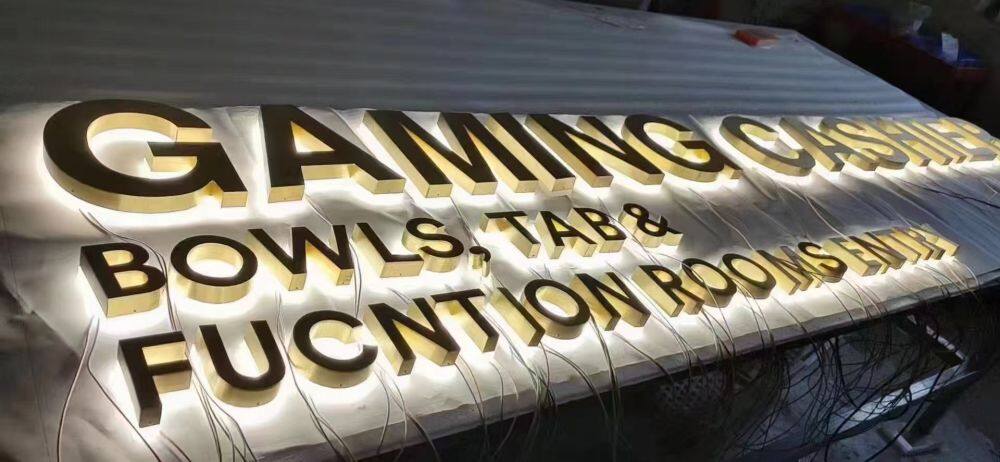 GAMING CASHIER
BOWLS, TAB &
FUCNTION ROOMS ENTRY